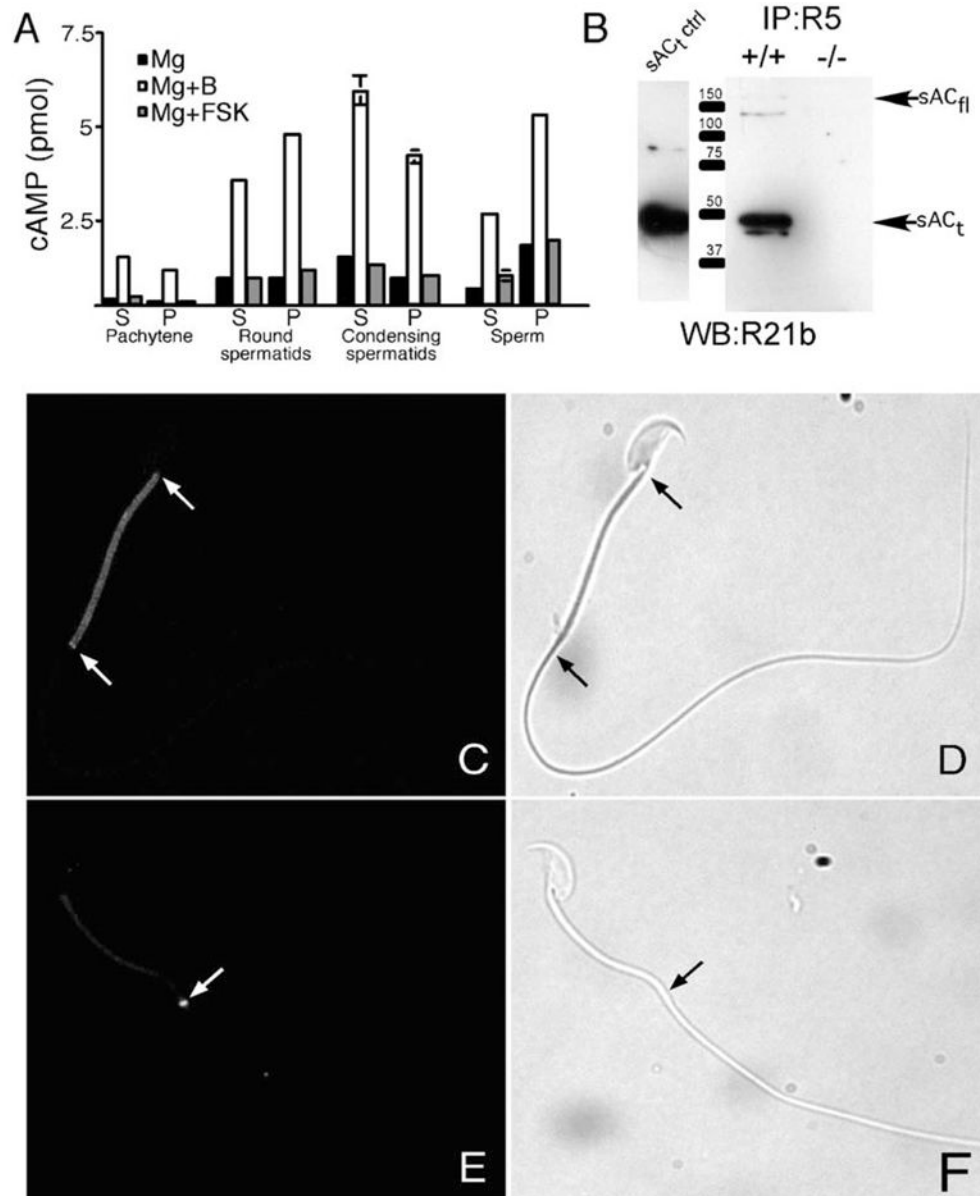 A
7.5
5
2.5
cAMP (pmol)
Mg
Mg+B
Mg+FSK
S P S P S P S P
Pachytene Round spermatids Condensing spermatids Sperm
B
sACt ctrl
IP:R5
+/+ -/-
150
100
75
50
37
sACfl
sACt
WB:R21b
C
D
E
F